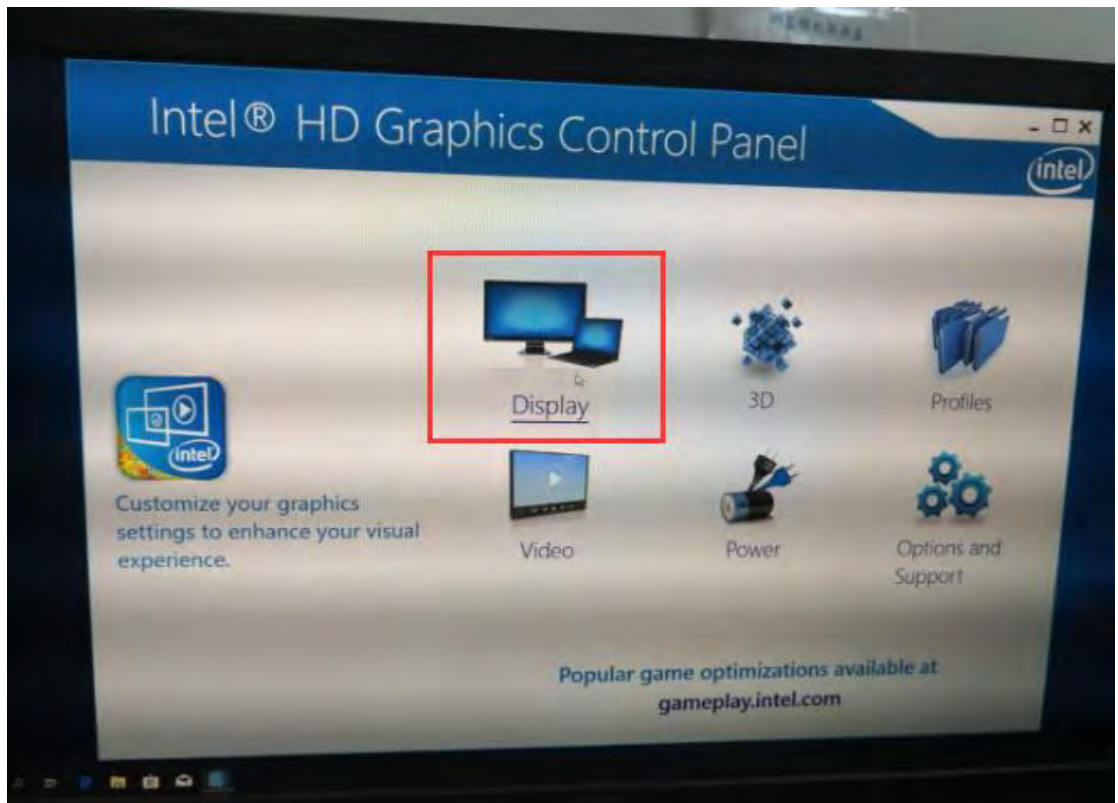 Intel® HD Graphics Control Panel
intel
Display
3D
Profiles
intel
Customize your graphics
settings to enhance your visual
experience.
Video
Power
Options and
Support
Popular game optimizations available at
gameplay.intel.com